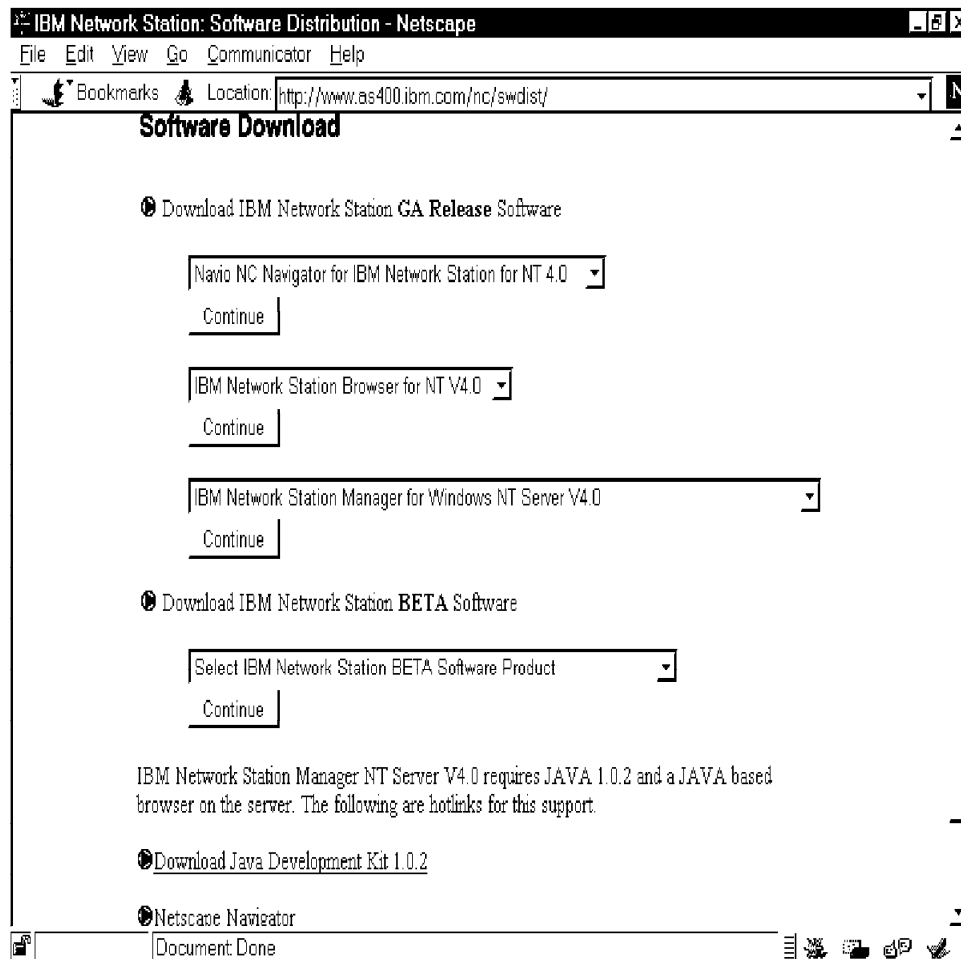 IBM Network Station: Software Distribution - Netscape
File Edit View Go Communicator Help
Bookmarks Location: http://www.as400.ibm.com/nc/swdist/
N
Software Download
Download IBM Network Station GA Release Software
Navio NC Navigator for IBM Network Station for NT 4.0
Continue
IBM Network Station Browser for NT V4.0
Continue
IBM Network Station Manager for Windows NT Server V4.0
Continue
Download IBM Network Station BETA Software
Select IBM Network Station BETA Software Product
Continue
IBM Network Station Manager NT Server V4.0 requires JAVA 1.0.2 and a JAVA based
browser on the server. The following are hotlinks for this support.
Download Java Development Kit 1.0.2
Netscape Navigator
Document: Done